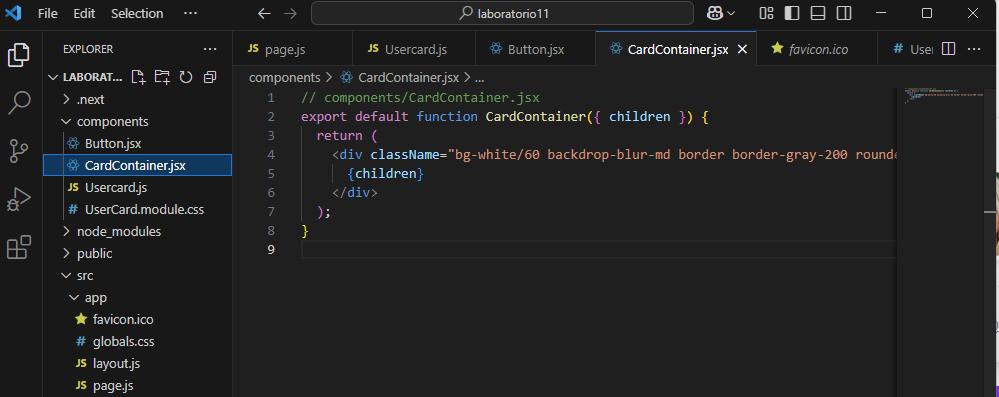 File Edit Selection ... laboratorio11
EXPLORER ...
page.js Usercard.js Button.jsx CardContainer.jsx favicon.ico User ...
LABORAT...
components > CardContainer.jsx > ...
.next
components
Button.jsx
CardContainer.jsx
JS Usercard.js
# UserCard.module.css
node_modules
public
src
app
favicon.ico
# globals.css
JS layout.js
JS page.js
1 // components/CardContainer.jsx
2 export default function CardContainer({ children }) {
3 return (
4 <div className="bg-white/60 backdrop-blur-md border border-gray-200 rounde
5 {children}
6 </div>
7 );
8 }
9